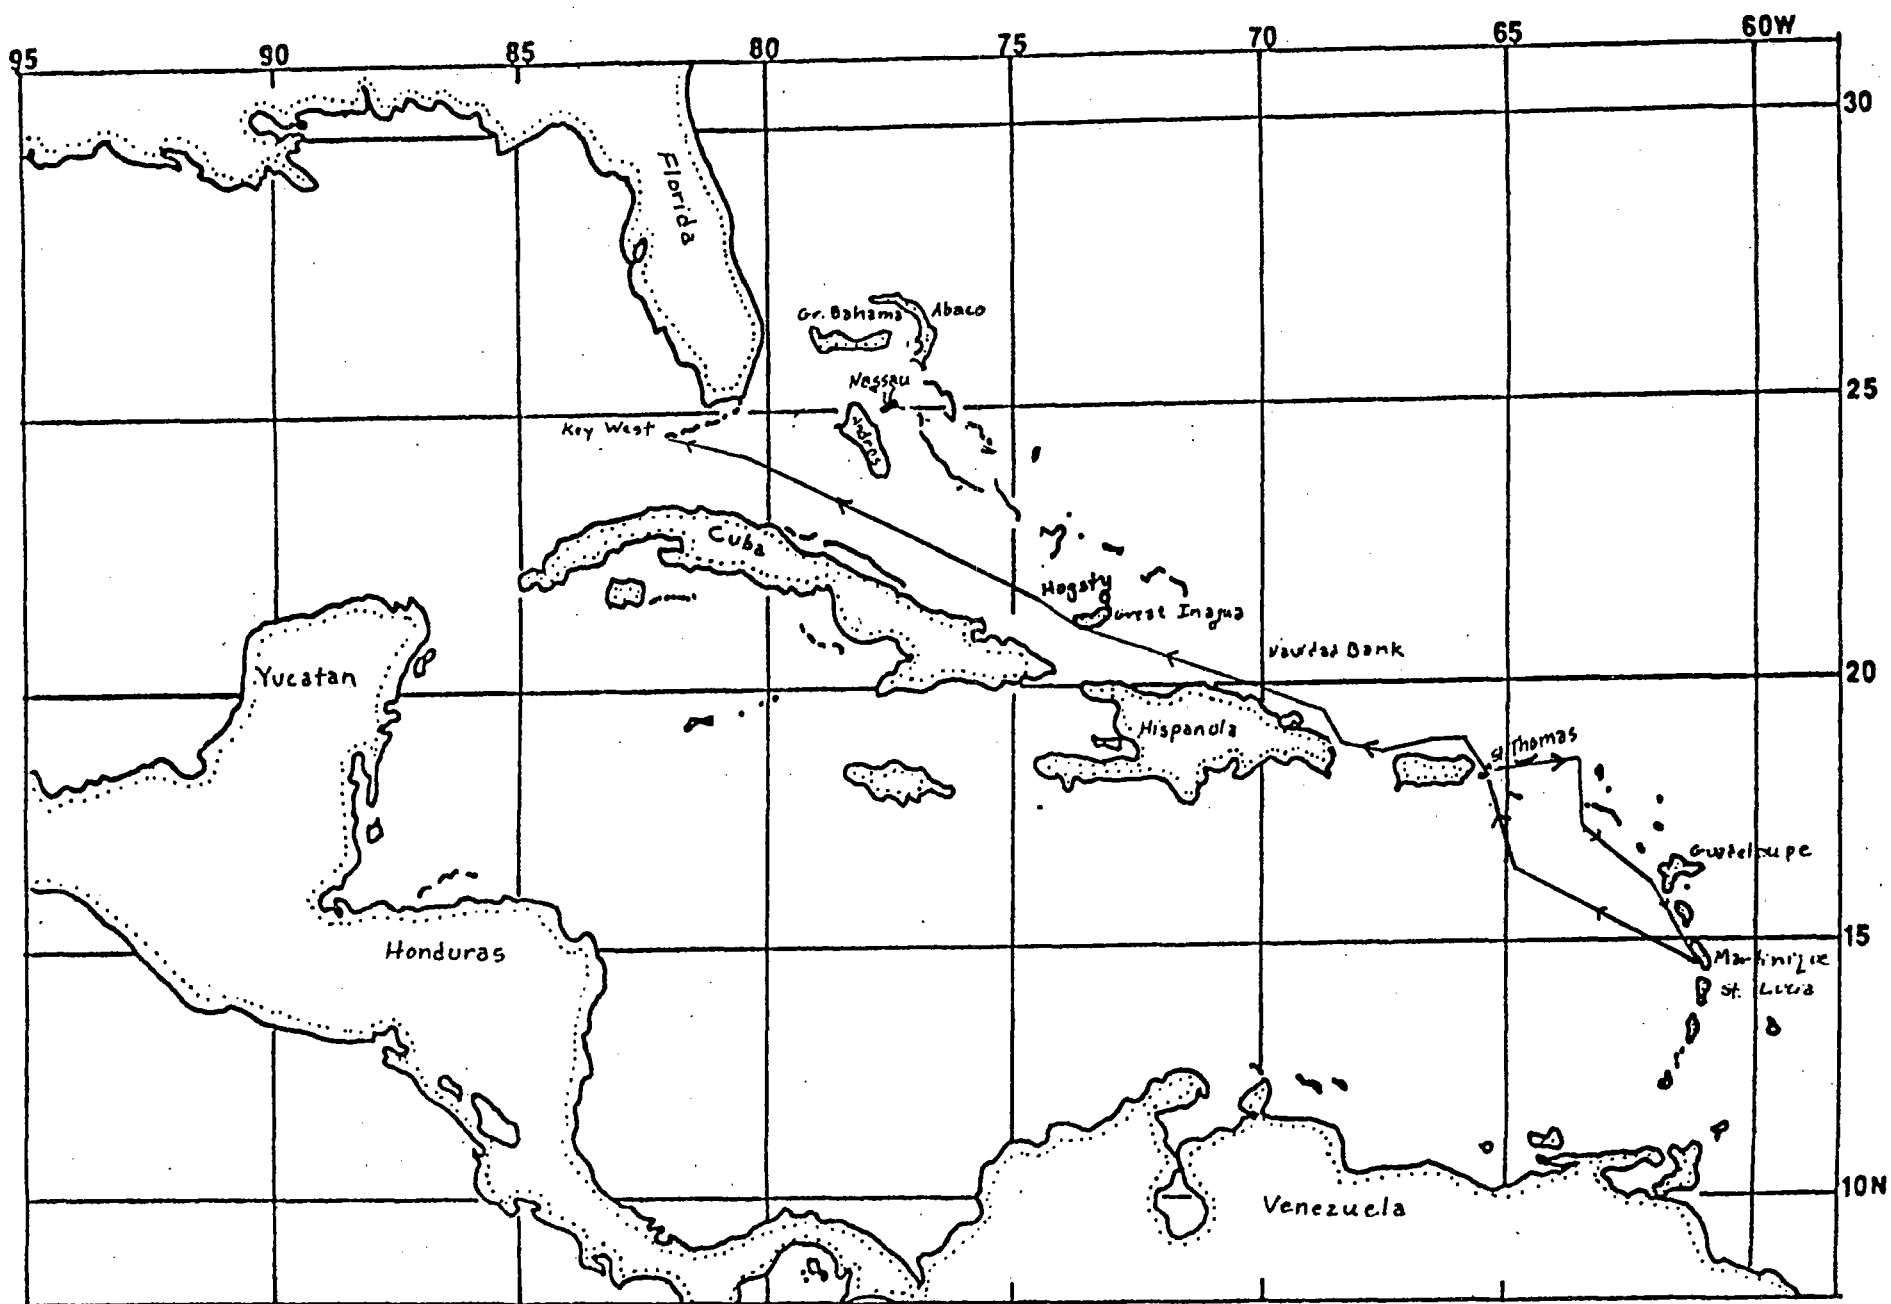 95 90 85 80 75 70 65 60W
30
Florida
Gr. Bahama Abaco
Nassau
25
Key West
Andros
Cuba
Hogsty
Great Inagua
Navidad Bank
20
Yucatan
Hispanola
St Thomas
Guadeloupe
15
Honduras
Martinique
St. Lucia
10N
Venezuela